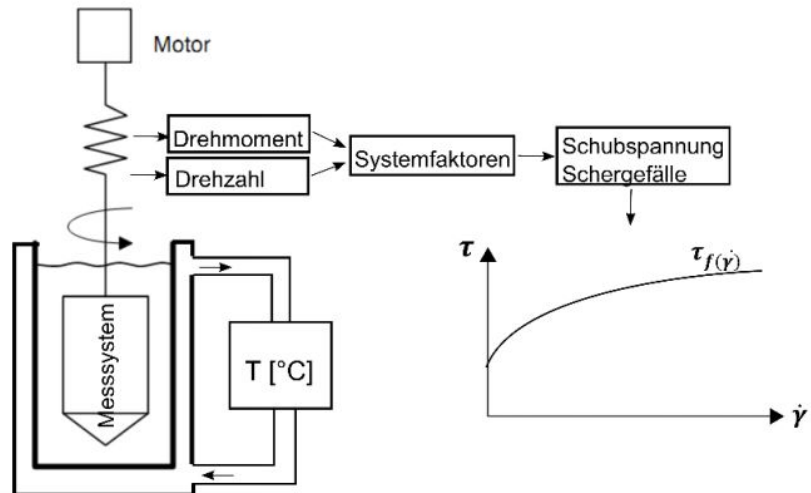 Motor
Drehmoment
Drehzahl
Systemfaktoren
Schubspannung
Schergefälle
Messsystem
T [°C]
τ
τf(γ̇)
γ̇